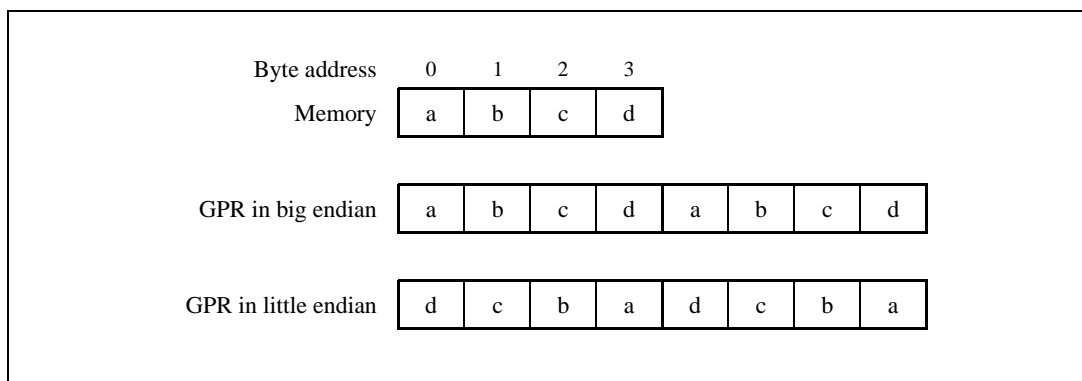 Byte address 0 1 2 3
Memory a b c d
GPR in big endian a b c d a b c d
GPR in little endian d c b a d c b a